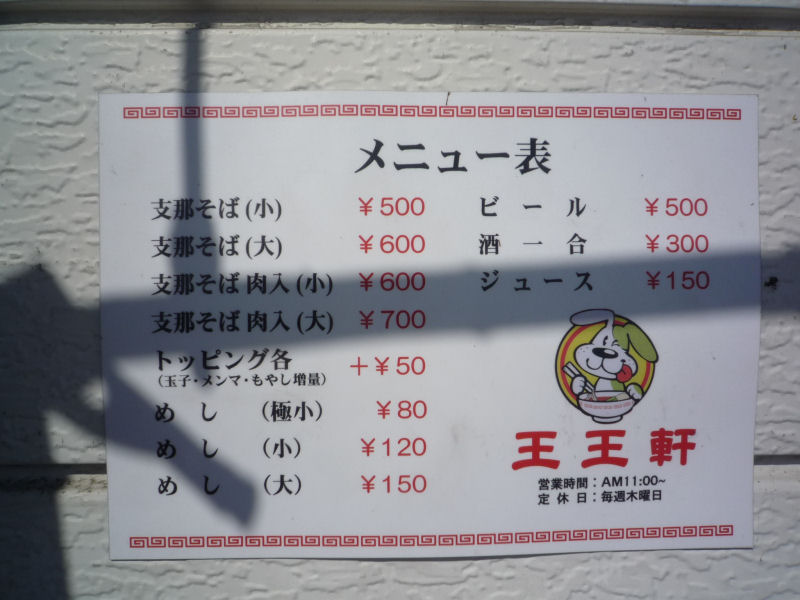 メニュー表
支那そば(小) ¥500
支那そば(大) ¥600
支那そば肉入(小) ¥600
支那そば肉入(大) ¥700
トッピング各 +¥50
(玉子・メンマ・もやし増量)
めし (極小) ¥80
めし (小) ¥120
めし (大) ¥150
ビール ¥500
酒一合 ¥300
ジュース ¥150
王王軒
営業時間：AM11:00~
定休日：毎週木曜日